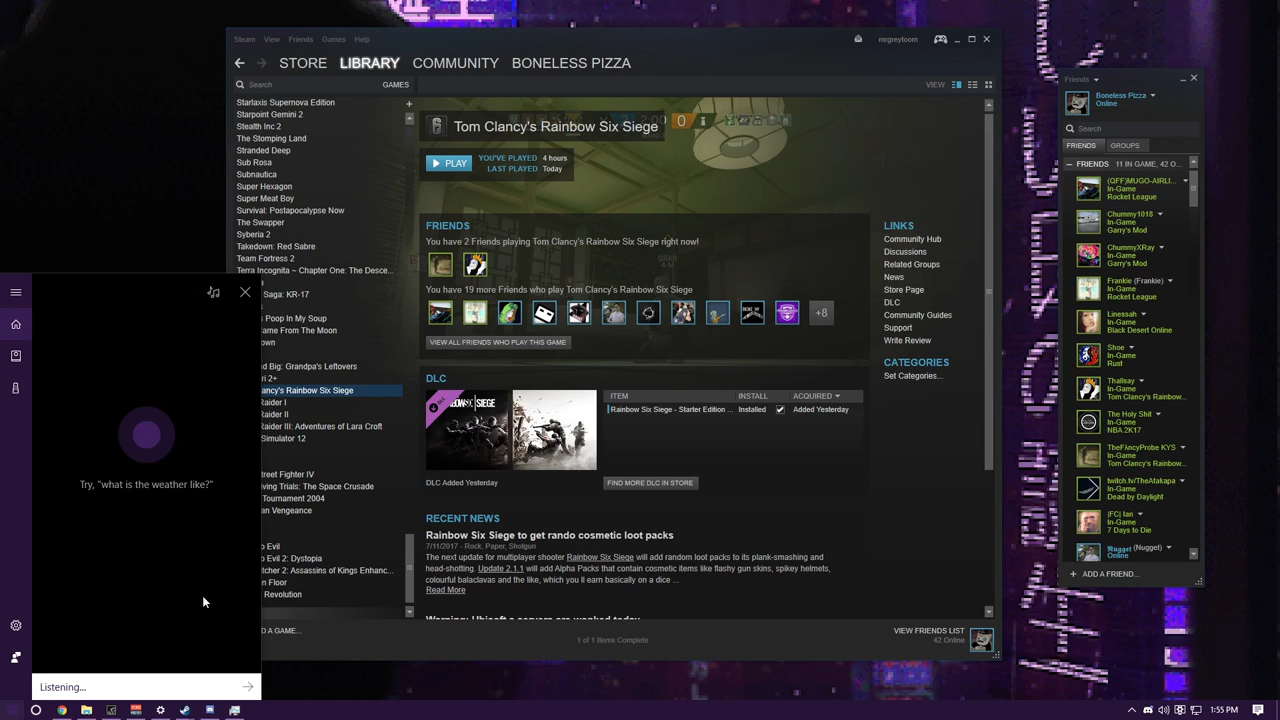 Steam View Friends Games Help
mrgreytoom
STORE LIBRARY COMMUNITY BONELESS PIZZA
Search GAMES
VIEW
Starlaxis Supernova Edition
Starpoint Gemini 2
Stealth Inc 2
The Stomping Land
Stranded Deep
Sub Rosa
Subnautica
Super Hexagon
Super Meat Boy
Survival: Postapocalypse Now
The Swapper
Syberia 2
Takedown: Red Sabre
Team Fortress 2
Terra Incognita ~ Chapter One: The Desce...
Saga: KR-17
s Poop In My Soup
ame From The Moon
own
ad Big: Grandpa's Leftovers
ri 2+
ancy's Rainbow Six Siege
Raider I
Raider II
Raider III: Adventures of Lara Croft
Simulator 12
treet Fighter IV
iving Trials: The Space Crusade
Tournament 2004
an Vengeance
o Evil
o Evil 2: Dystopia
itcher 2: Assassins of Kings Enhanc...
n Floor
Revolution
D A GAME...
Tom Clancy's Rainbow Six Siege
PLAY
YOU'VE PLAYED 4 hours
LAST PLAYED Today
FRIENDS
You have 2 Friends playing Tom Clancy's Rainbow Six Siege right now!
You have 19 more Friends who play Tom Clancy's Rainbow Six Siege
+8
VIEW ALL FRIENDS WHO PLAY THIS GAME
DLC
ITEM INSTALL ACQUIRED
Rainbow Six Siege - Starter Edition ... Installed Added Yesterday
DLC Added Yesterday
FIND MORE DLC IN STORE
RECENT NEWS
Rainbow Six Siege to get rando cosmetic loot packs
7/11/2017 - Rock, Paper, Shotgun
The next update for multiplayer shooter Rainbow Six Siege will add random loot packs to its plank-smashing and
head-shotting. Update 2.1.1 will add Alpha Packs that contain cosmetic items like flashy gun skins, spikey helmets,
colourful balaclavas and the like, which you'll earn basically on a dice ...
Read More
1 of 1 Items Complete
LINKS
Community Hub
Discussions
Related Groups
News
Store Page
DLC
Community Guides
Support
Write Review
CATEGORIES
Set Categories...
VIEW FRIENDS LIST
42 Online
Friends
Boneless Pizza
Online
Search
FRIENDS GROUPS
FRIENDS 11 IN GAME, 42 O...
(QFF)MUGO-AIRLI...
In-Game
Rocket League
Chummy1018
In-Game
Garry's Mod
ChummyXRay
In-Game
Garry's Mod
Frankie (Frankie)
In-Game
Rocket League
Linessah
In-Game
Black Desert Online
Shoe
In-Game
Rust
Thallsay
In-Game
Tom Clancy's Rainbow...
The Holy Shit
In-Game
NBA 2K17
TheFλncyProbe KYS
In-Game
Tom Clancy's Rainbow...
twitch.tv/TheAtakapa
In-Game
Dead by Daylight
|FC| Ian
In-Game
7 Days to Die
Nugget (Nugget)
Online
ADD A FRIEND...
Try, "what is the weather like?"
Listening...
1:55 PM